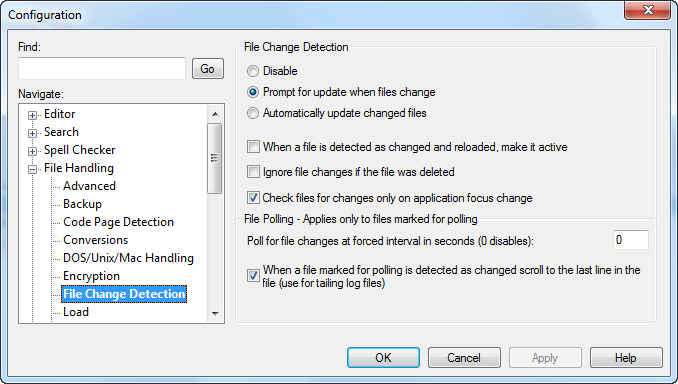 Configuration
Find:
Go
Navigate:
Editor
Search
Spell Checker
File Handling
Advanced
Backup
Code Page Detection
Conversions
DOS/Unix/Mac Handling
Encryption
File Change Detection
Load
File Change Detection
Disable
Prompt for update when files change
Automatically update changed files
When a file is detected as changed and reloaded, make it active
Ignore file changes if the file was deleted
Check files for changes only on application focus change
File Polling - Applies only to files marked for polling
Poll for file changes at forced interval in seconds (0 disables):
0
When a file marked for polling is detected as changed scroll to the last line in the
file (use for tailing log files)
OK
Cancel
Apply
Help